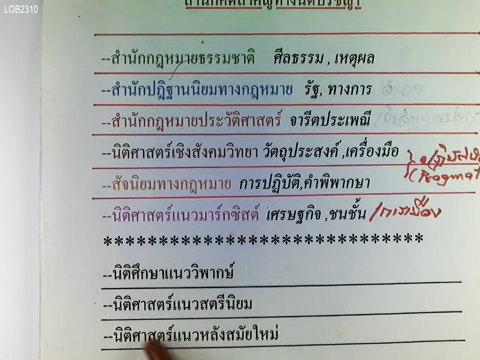 LOB2310
สำนักคิดสำคัญทางนิติปรัชญา
--สำนักกฎหมายธรรมชาติ ศีลธรรม , เหตุผล
--สำนักปฏิฐานนิยมทางกฎหมาย รัฐ, ทางการ
--สำนักกฎหมายประวัติศาสตร์ จารีตประเพณี
--นิติศาสตร์เชิงสังคมวิทยา วัตถุประสงค์ ,เครื่องมือ
--สัจนิยมทางกฎหมาย การปฏิบัติ,คำพิพากษา
--นิติศาสตร์แนวมาร์กซิสต์ เศรษฐกิจ , ชนชั้น /การเมือง
*****************************
--นิติศึกษาแนววิพากษ์
--นิติศาสตร์แนวสตรีนิยม
--นิติศาสตร์แนวหลังสมัยใหม่